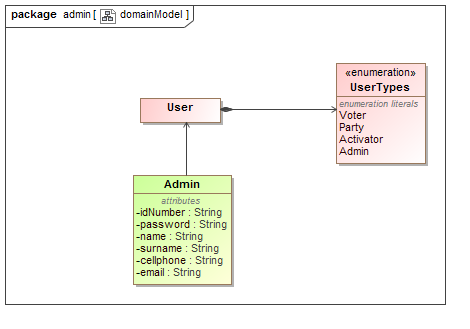 package admin [ domainModel ]
«enumeration»
UserTypes
enumeration literals
Voter
Party
Activator
Admin
User
Admin
attributes
-idNumber : String
-password : String
-name : String
-surname : String
-cellphone : String
-email : String